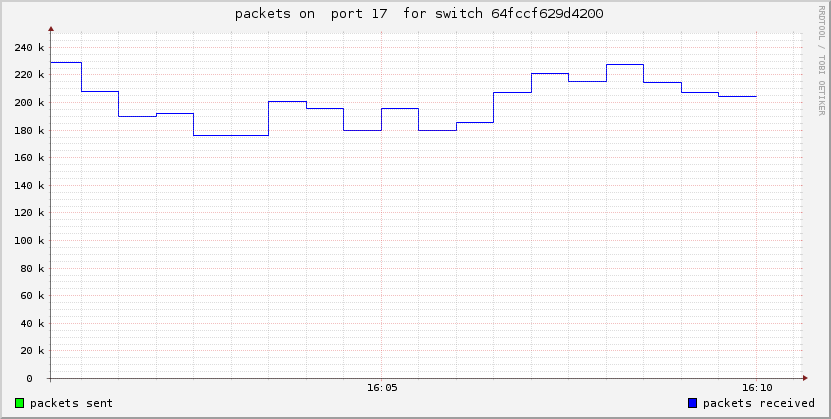 packets on  port 17  for switch 64fccf629d4200
RRDTOOL / TOBI OETIKER
240 k
220 k
200 k
180 k
160 k
140 k
120 k
100 k
80 k
60 k
40 k
20 k
0
16:05 16:10
packets sent packets received